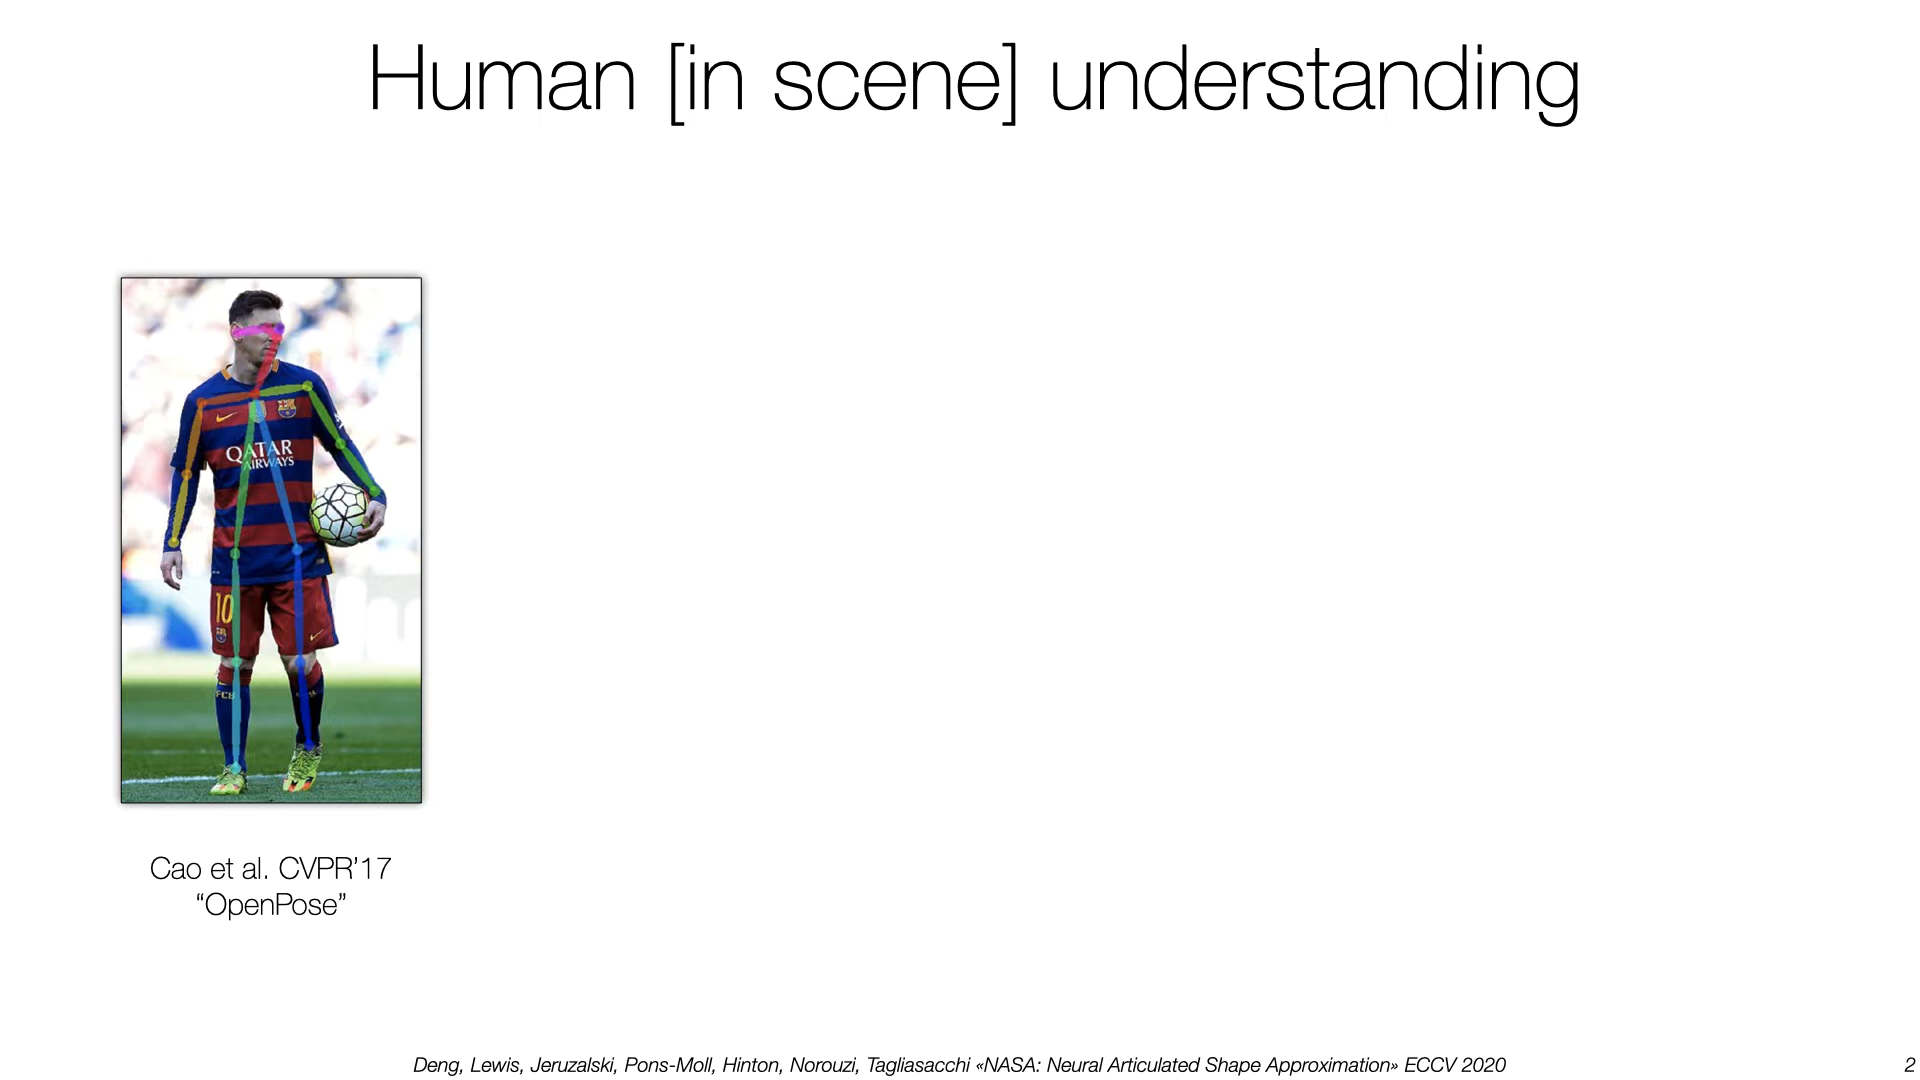 Human [in scene] understanding
QATAR
AIRWAYS
10
FCB
Cao et al. CVPR’17
“OpenPose”
Deng, Lewis, Jeruzalski, Pons-Moll, Hinton, Norouzi, Tagliasacchi «NASA: Neural Articulated Shape Approximation» ECCV 2020
2